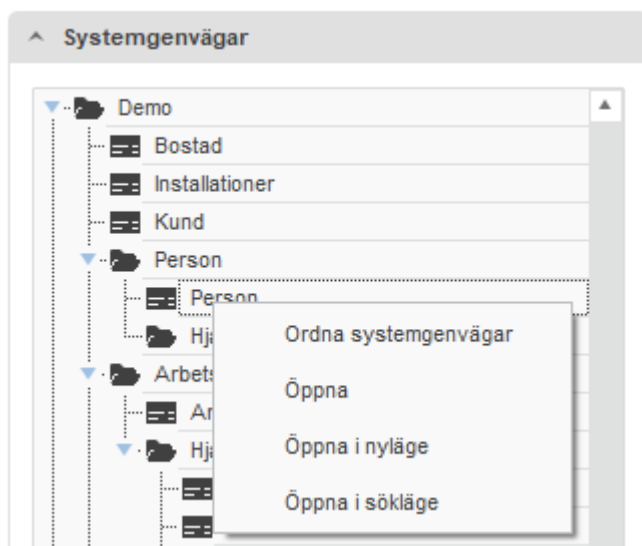 Systemgenvägar
Demo
Bostad
Installationer
Kund
Person
Person
Ordna systemgenvägar
Öppna
Öppna i nyläge
Öppna i sökläge